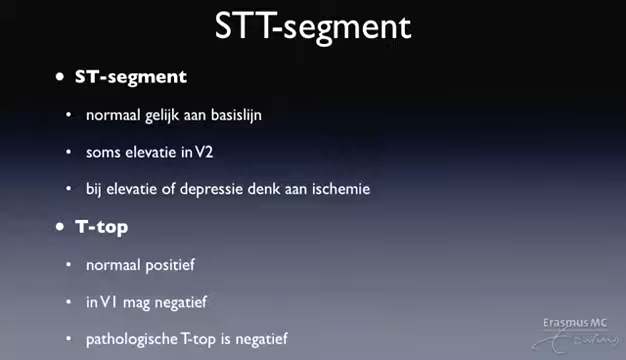 STT-segment
• ST-segment
• normaal gelijk aan basislijn
• soms elevatie in V2
• bij elevatie of depressie denk aan ischemie
• T-top
• normaal positief
• in V1 mag negatief
• pathologische T-top is negatief
Erasmus MC
Erasmus